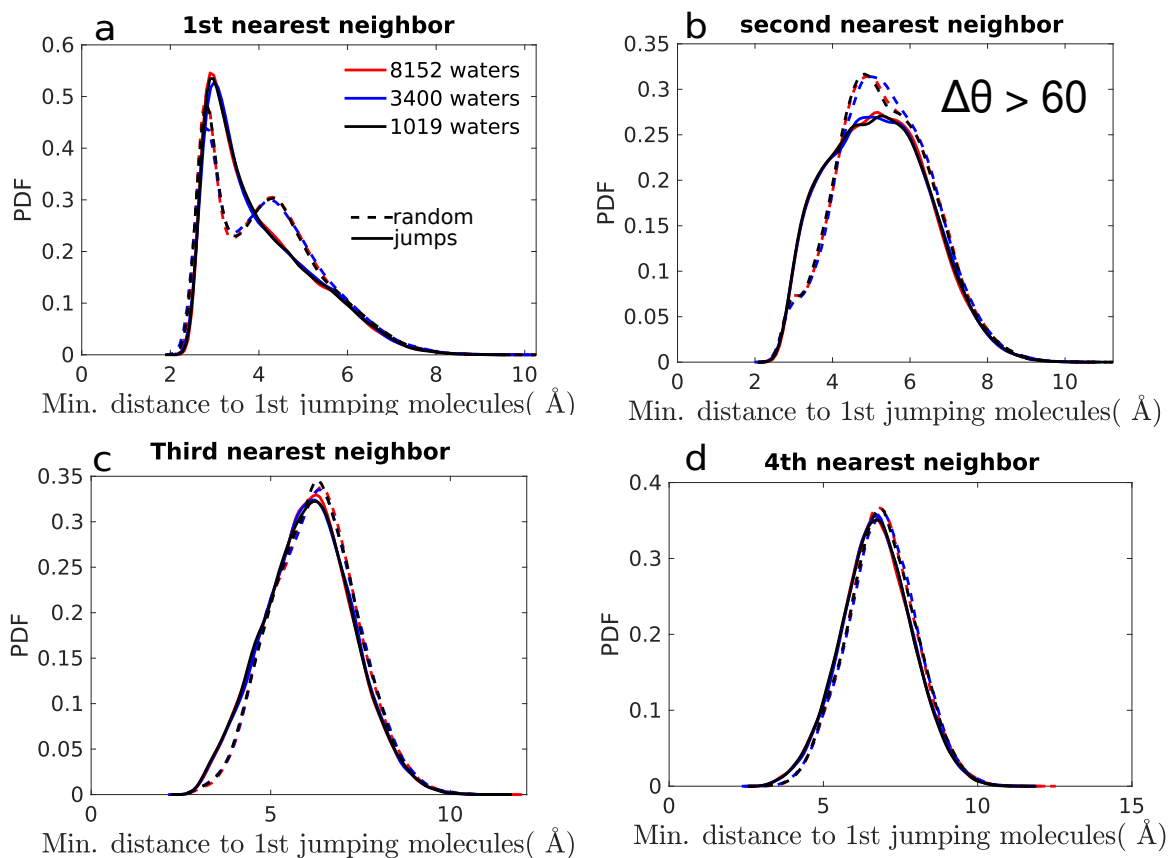 a
1st nearest neighbor
PDF
0.6
0.5
0.4
0.3
0.2
0.1
0
8152 waters
3400 waters
1019 waters
random
jumps
0 2 4 6 8 10
Min. distance to 1st jumping molecules( Å)
b
second nearest neighbor
PDF
0.35
0.3
0.25
0.2
0.15
0.1
0.05
0
Δθ > 60
0 2 4 6 8 10
Min. distance to 1st jumping molecules( Å)
c
Third nearest neighbor
PDF
0.35
0.3
0.25
0.2
0.15
0.1
0.05
0
0 5 10
Min. distance to 1st jumping molecules( Å)
d
4th nearest neighbor
PDF
0.4
0.3
0.2
0.1
0
0 5 10 15
Min. distance to 1st jumping molecules( Å)